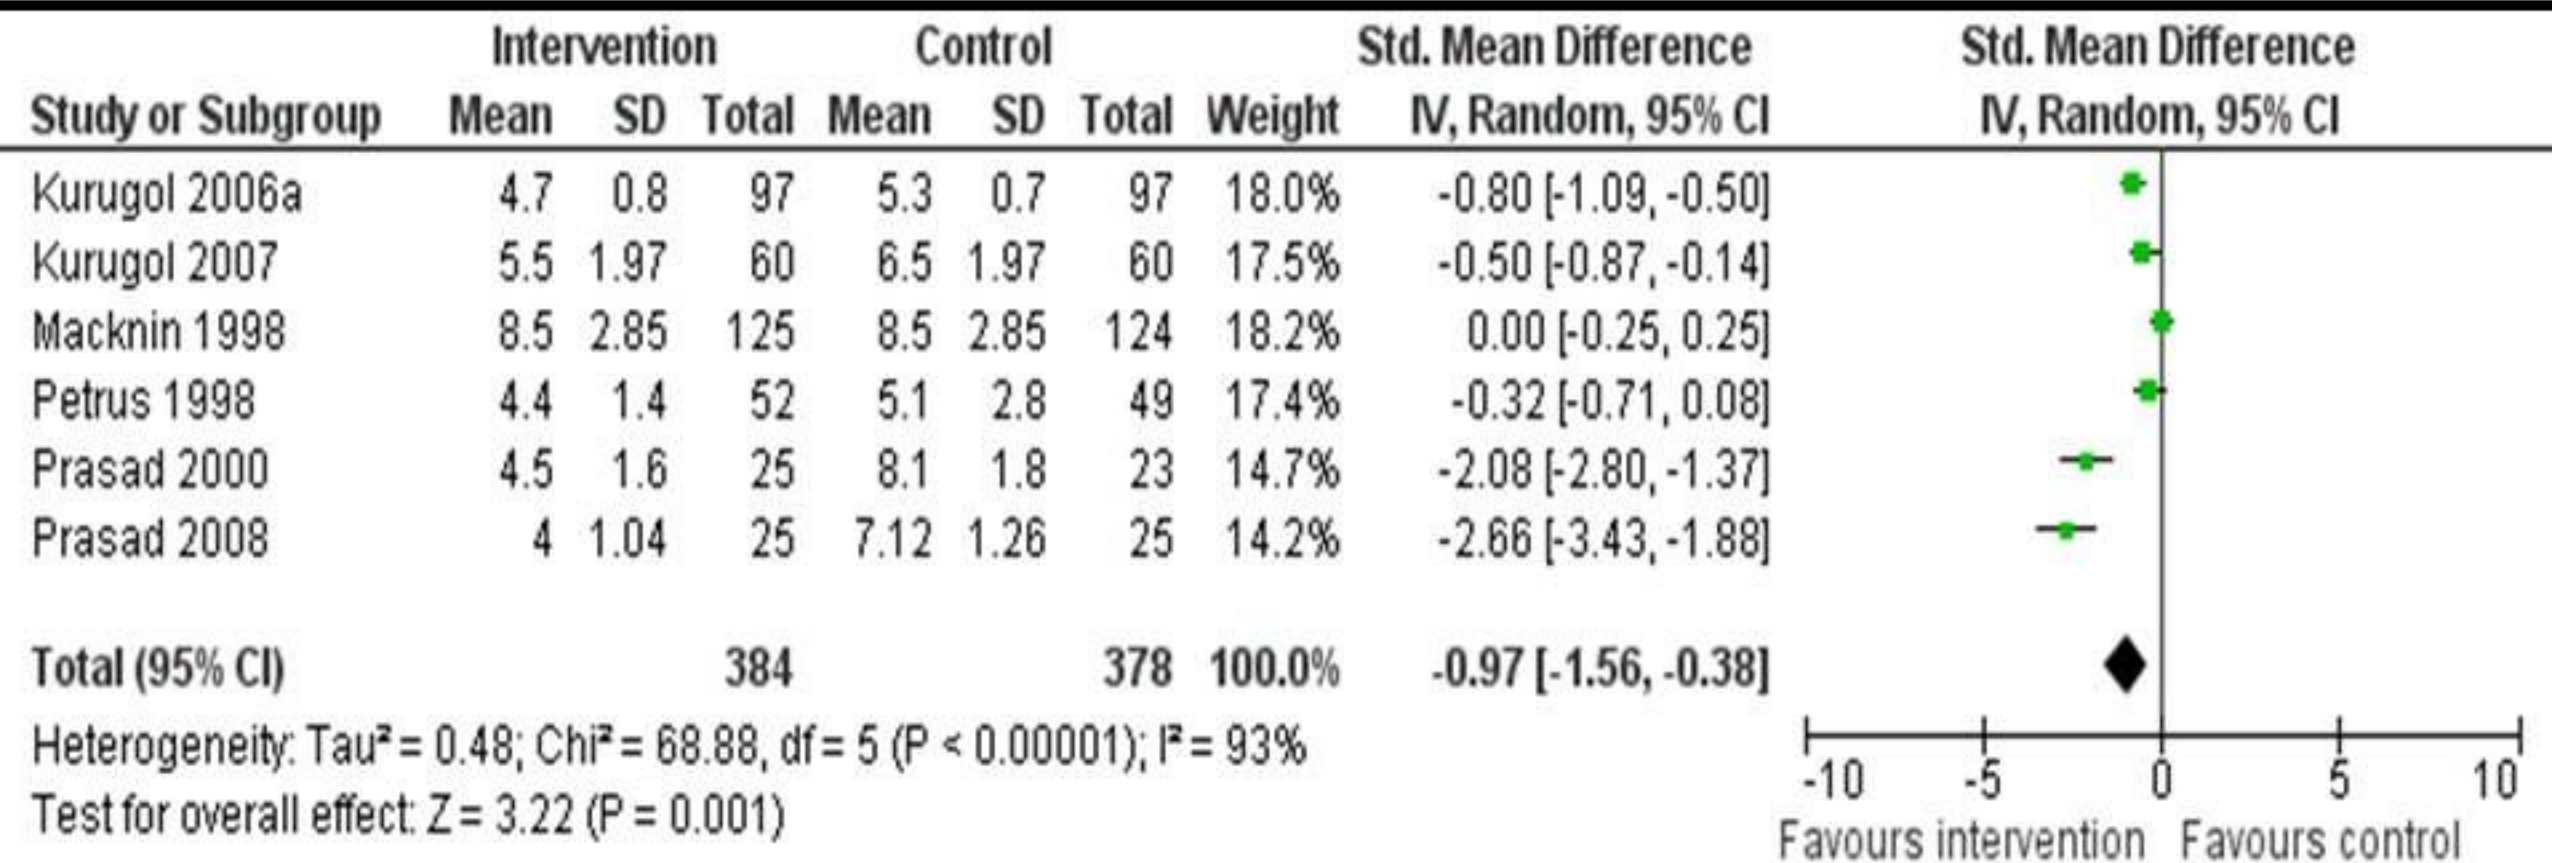 Intervention Control Std. Mean Difference Std. Mean Difference
Study or Subgroup Mean SD Total Mean SD Total Weight IV, Random, 95% CI IV, Random, 95% CI
Kurugol 2006a 4.7 0.8 97 5.3 0.7 97 18.0% -0.80 [-1.09, -0.50]
Kurugol 2007 5.5 1.97 60 6.5 1.97 60 17.5% -0.50 [-0.87, -0.14]
Macknin 1998 8.5 2.85 125 8.5 2.85 124 18.2% 0.00 [-0.25, 0.25]
Petrus 1998 4.4 1.4 52 5.1 2.8 49 17.4% -0.32 [-0.71, 0.08]
Prasad 2000 4.5 1.6 25 8.1 1.8 23 14.7% -2.08 [-2.80, -1.37]
Prasad 2008 4 1.04 25 7.12 1.26 25 14.2% -2.66 [-3.43, -1.88]
Total (95% CI) 384 378 100.0% -0.97 [-1.56, -0.38]
Heterogeneity: Tau² = 0.48; Chi² = 68.88, df = 5 (P < 0.00001); I² = 93%
Test for overall effect: Z = 3.22 (P = 0.001)
-10 -5 0 5 10
Favours intervention Favours control